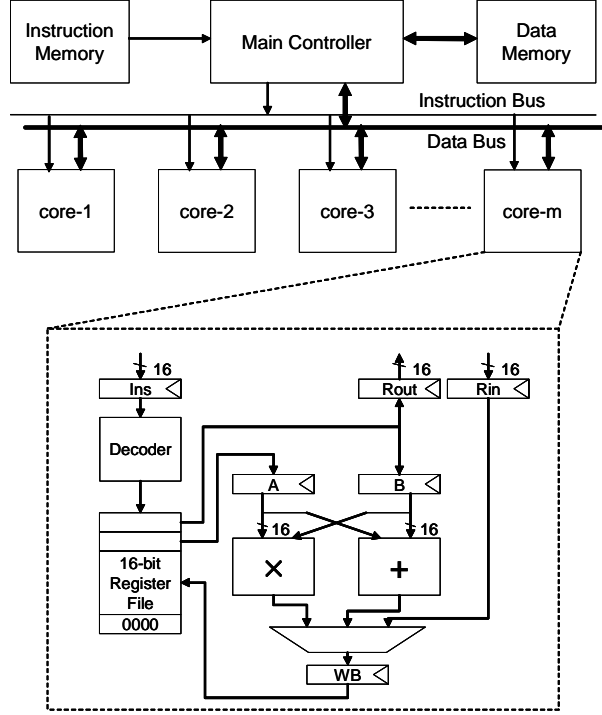 Instruction
Memory
Main Controller
Data
Memory
Instruction Bus
Data Bus
core-1
core-2
core-3
core-m
16
16
16
Ins
Rout
Rin
Decoder
A
B
16
16
×
+
16-bit
Register
File
0000
WB